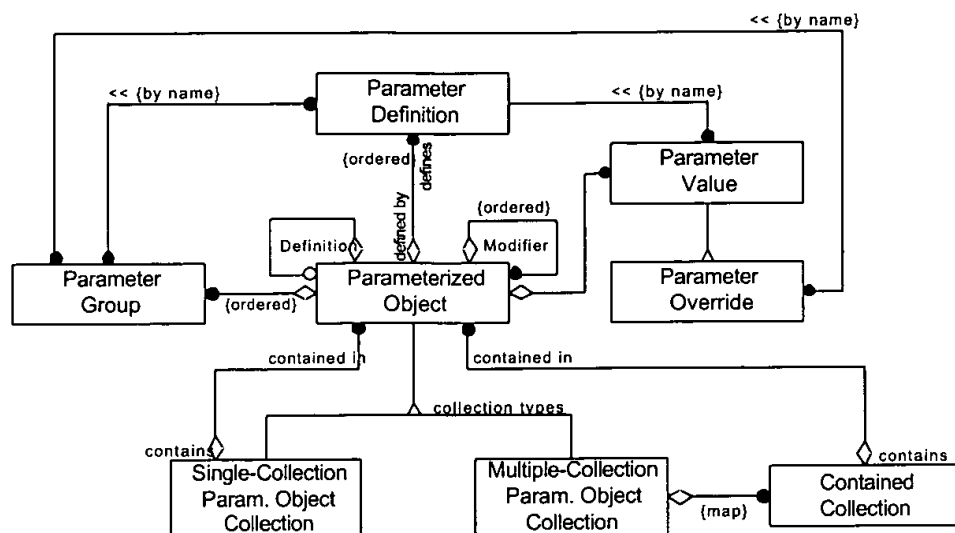 << {by name}
<< {by name}
Parameter
Definition
<< {by name}
{ordered}
defines
defined by
Parameter
Value
{ordered}
Definition
Modifier
Parameter
Group
{ordered}
Parameterized
Object
Parameter
Override
contained in
contained in
collection types
contains
contains
Single-Collection
Param. Object
Collection
Multiple-Collection
Param. Object
Collection
{map}
Contained
Collection